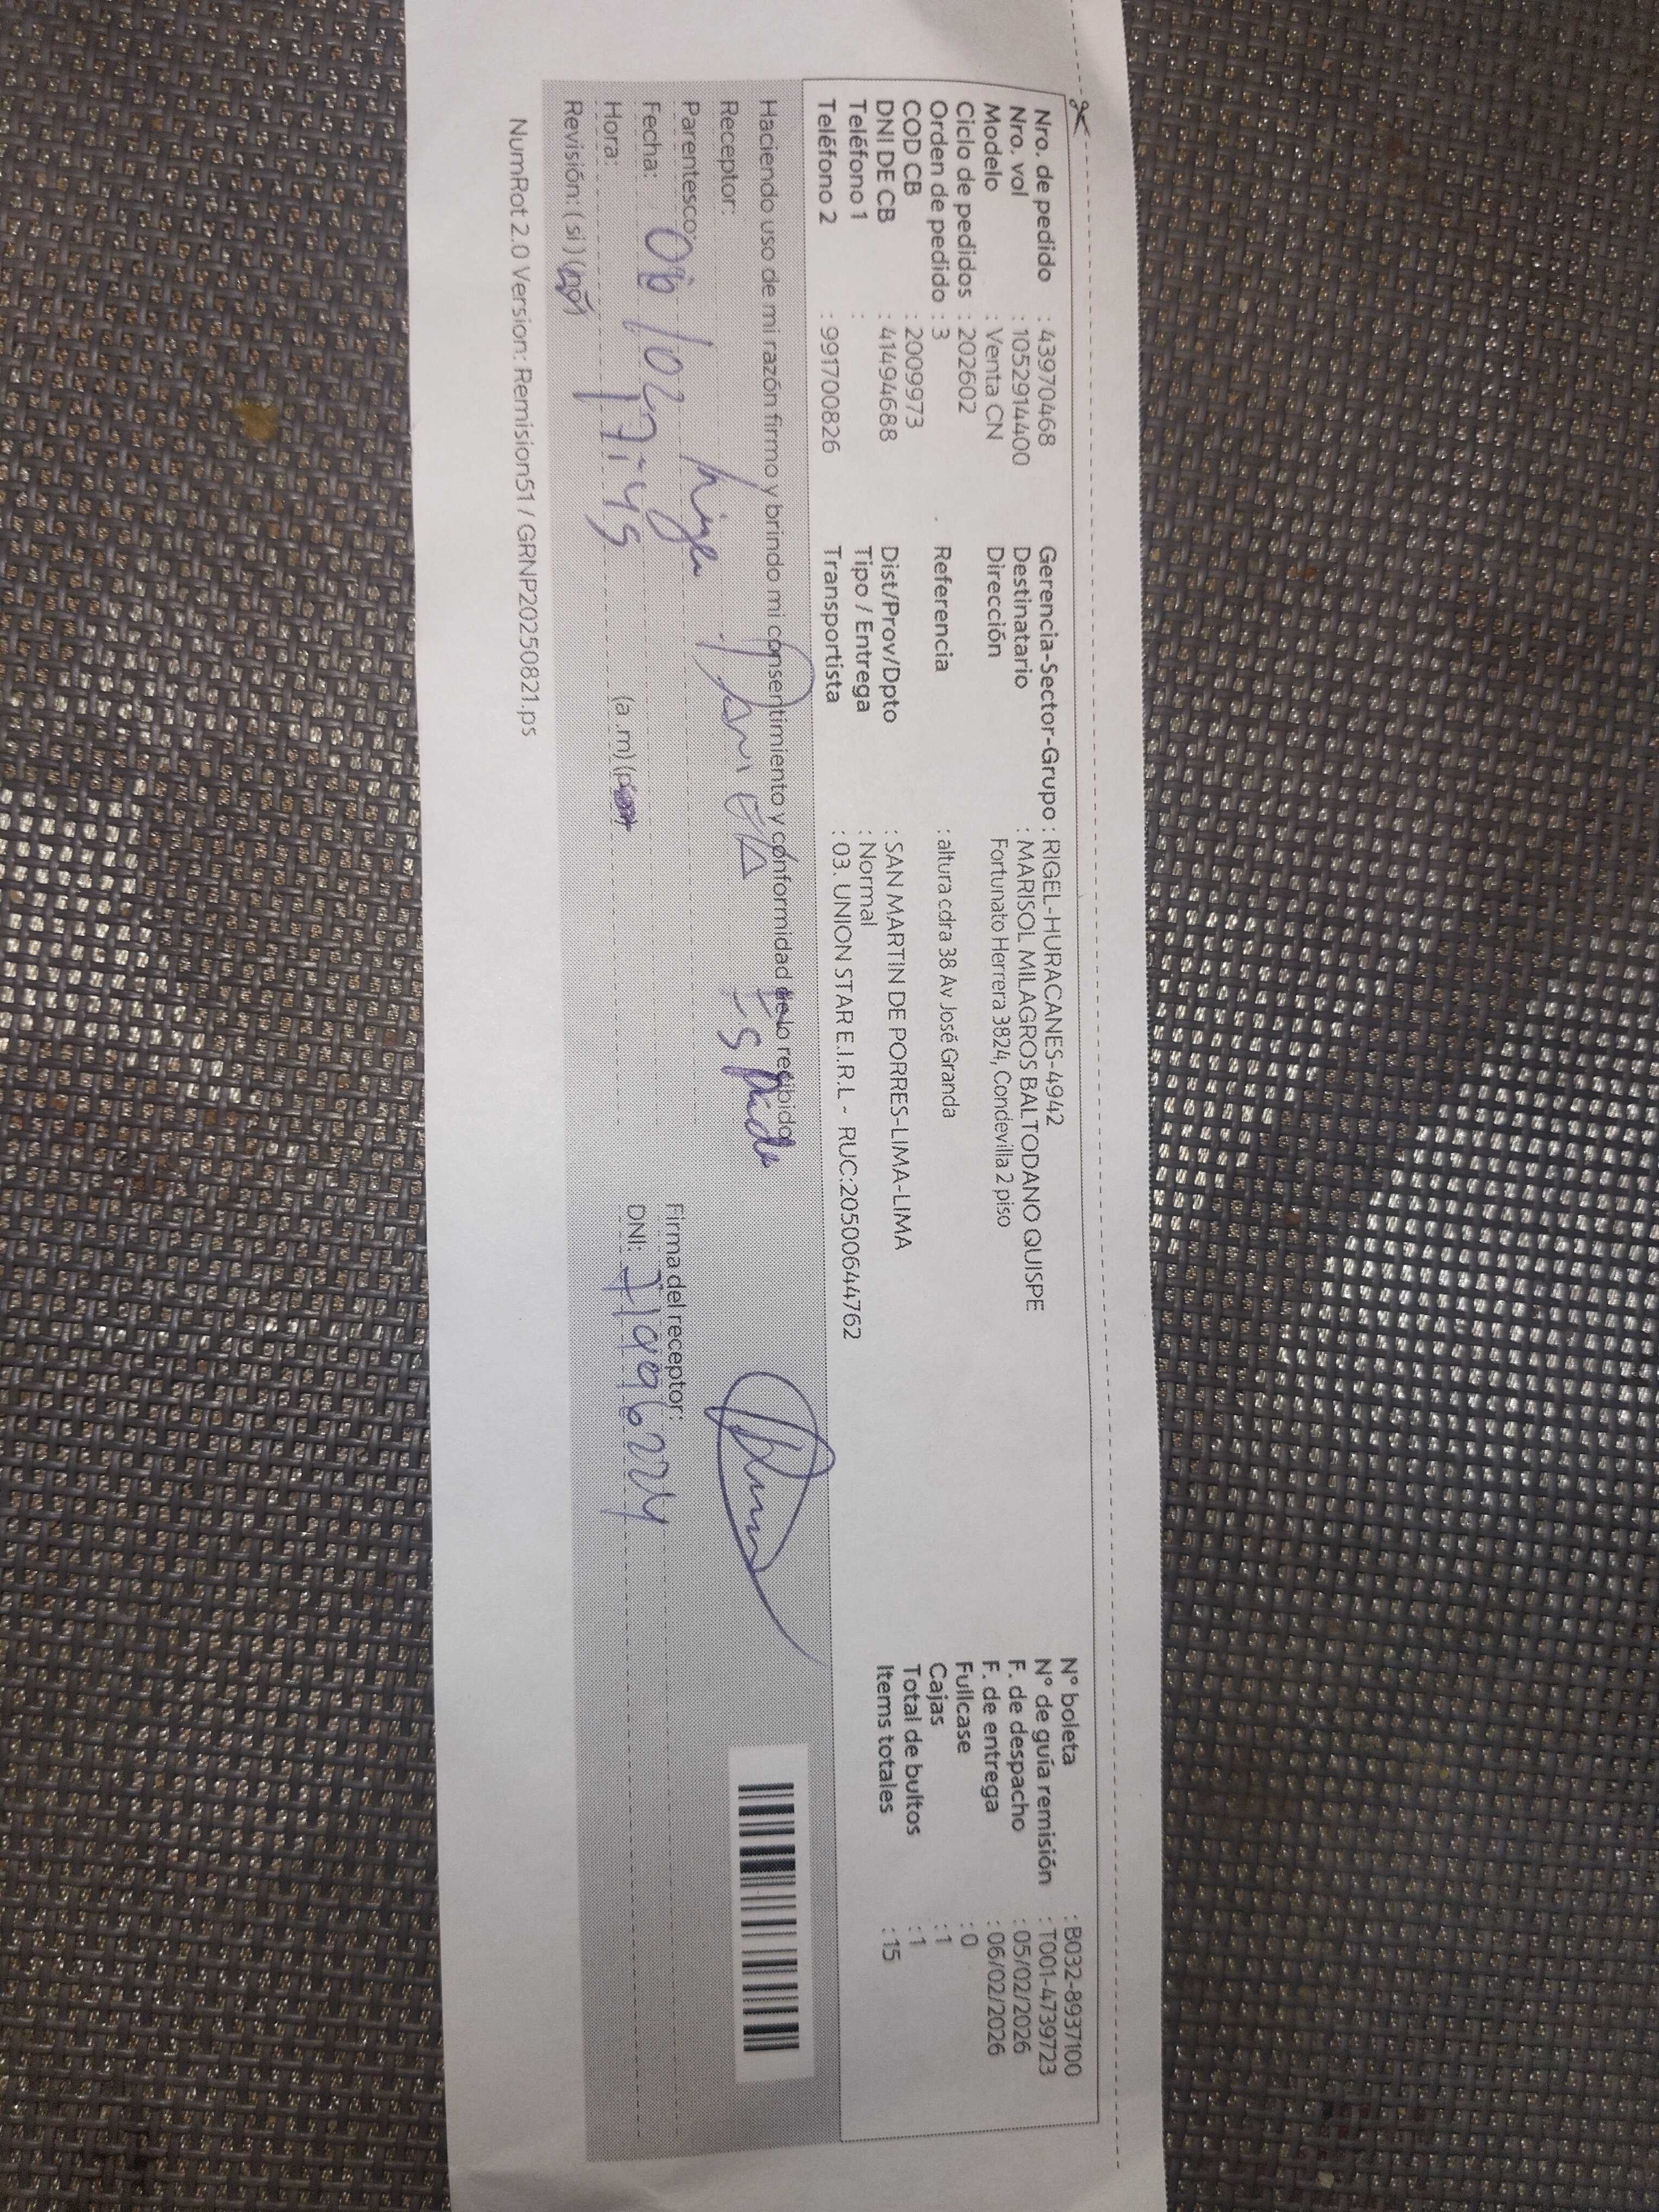 Nro. de pedido : 43970468
Nro. vol : 1052914400
Modelo : Venta CN
Ciclo de pedidos : 202602
Orden de pedido : 3
COD CB : 2009973
DNI DE CB : 41494688
Teléfono 1 :
Teléfono 2 : 991700826
Gerencia-Sector-Grupo : RIGEL-HURACANES-4942
Destinatario : MARISOL MILAGROS BALTODANO QUISPE
Dirección Fortunato Herrera 3824, Condevilla 2 piso
Referencia : altura cdra 38 Av José Granda
Dist/Prov/Dpto : SAN MARTIN DE PORRES-LIMA-LIMA
Tipo / Entrega : Normal
Transportista : 03. UNION STAR E.I.R.L - RUC:20500644762
N° boleta : B032-8937100
N° de guía remisión : T001-4739723
F. de despacho : 05/02/2026
F. de entrega : 06/02/2026
Fullcase : 0
Cajas : 1
Total de bultos : 1
Items totales : 15
Haciendo uso de mi razón firmo y brindo mi consentimiento y conformidad de lo recibido
Receptor:
Parentesco:
Fecha: 06/02
Hora: 17:45 (a.m) (p.m)
Revisión: (si) (no)
Firma del receptor:
DNI: 71996224
NumRot 2.0 Version: Remision51 / GRNP20250821.ps